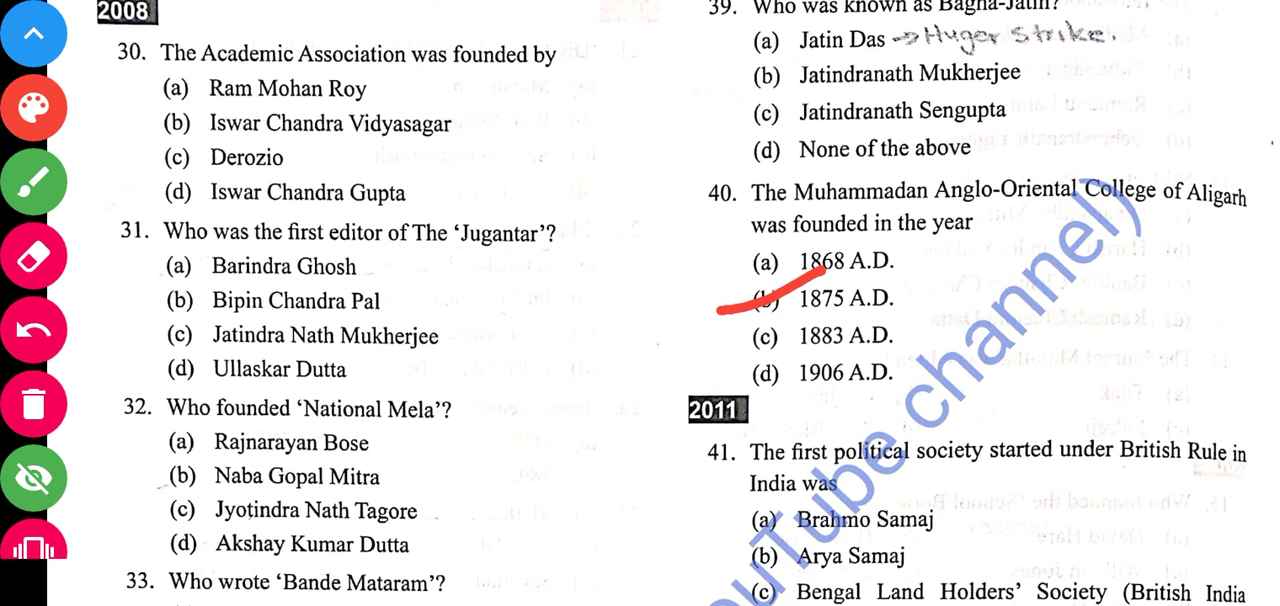 2008
30. The Academic Association was founded by
(a) Ram Mohan Roy
(b) Iswar Chandra Vidyasagar
(c) Derozio
(d) Iswar Chandra Gupta
31. Who was the first editor of The ‘Jugantar’?
(a) Barindra Ghosh
(b) Bipin Chandra Pal
(c) Jatindra Nath Mukherjee
(d) Ullaskar Dutta
32. Who founded ‘National Mela’?
(a) Rajnarayan Bose
(b) Naba Gopal Mitra
(c) Jyotindra Nath Tagore
(d) Akshay Kumar Dutta
33. Who wrote ‘Bande Mataram’?
39. Who was known as Bagha-Jatin?
(a) Jatin Das → Huger strike.
(b) Jatindranath Mukherjee
(c) Jatindranath Sengupta
(d) None of the above
40. The Muhammadan Anglo-Oriental College of Aligarh
was founded in the year
(a) 1868 A.D.
(b) 1875 A.D.
(c) 1883 A.D.
(d) 1906 A.D.
2011
41. The first political society started under British Rule in
India was
(a) Brahmo Samaj
(b) Arya Samaj
(c) Bengal Land Holders’ Society (British India
ouTube channel)